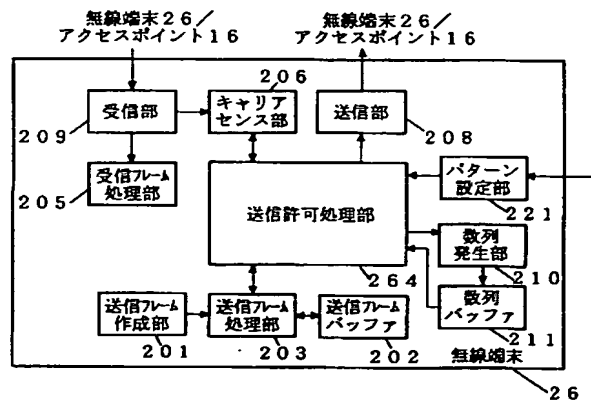 無線端末２６／
アクセスポイント１６
無線端末２６／
アクセスポイント１６
２０６
受信部
キャリア
センス部
送信部
２０９
２０８
受信フレーム
処理部
２０５
送信許可処理部
パターン
設定部
２２１
数列
発生部
２１０
２６４
数列
バッファ
２１１
送信フレーム
作成部
２０１
送信フレーム
処理部
２０３
送信フレーム
バッファ
２０２
無線端末
２６